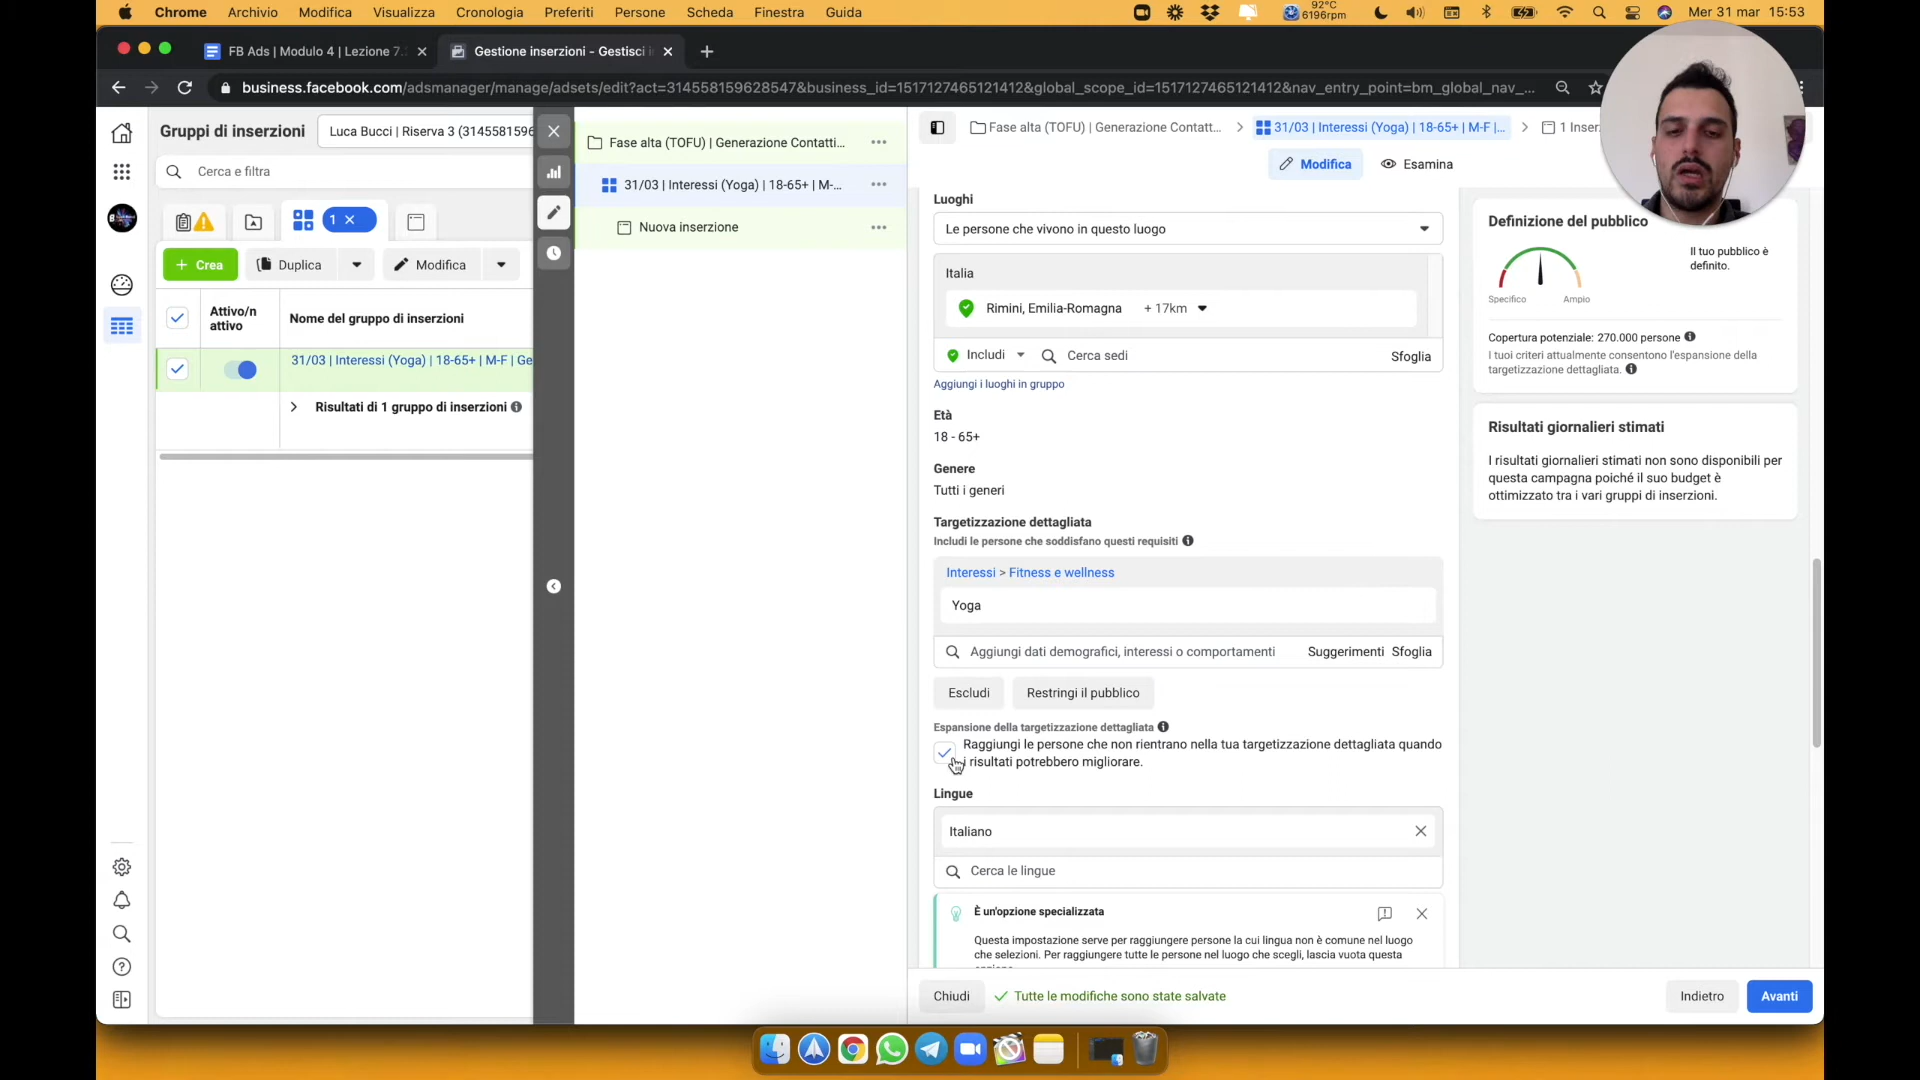 Chrome Archivio Modifica Visualizza Cronologia Preferiti Persone Scheda Finestra Guida
92°C
6196rpm
Mer 31 mar 15:53
FB Ads | Modulo 4 | Lezione 7.
Gestione inserzioni - Gestisci i
business.facebook.com/adsmanager/manage/adsets/edit?act=314558159628547&business_id=1517127465121412&global_scope_id=1517127465121412&nav_entry_point=bm_global_nav_...
Gruppi di inserzioni
Luca Bucci | Riserva 3 (3145581596
Cerca e filtra
1
Crea
Duplica
Modifica
Attivo/n
attivo
Nome del gruppo di inserzioni
31/03 | Interessi (Yoga) | 18-65+ | M-F | Ge
Risultati di 1 gruppo di inserzioni
Fase alta (TOFU) | Generazione Contatti...
31/03 | Interessi (Yoga) | 18-65+ | M-...
Nuova inserzione
Fase alta (TOFU) | Generazione Contatt...
31/03 | Interessi (Yoga) | 18-65+ | M-F |...
1 Inser
Modifica
Esamina
Luoghi
Le persone che vivono in questo luogo
Italia
Rimini, Emilia-Romagna + 17km
Includi
Cerca sedi
Sfoglia
Aggiungi i luoghi in gruppo
Età
18 - 65+
Genere
Tutti i generi
Targetizzazione dettagliata
Includi le persone che soddisfano questi requisiti
Interessi > Fitness e wellness
Yoga
Aggiungi dati demografici, interessi o comportamenti
Suggerimenti Sfoglia
Escludi
Restringi il pubblico
Espansione della targetizzazione dettagliata
Raggiungi le persone che non rientrano nella tua targetizzazione dettagliata quando
i risultati potrebbero migliorare.
Lingue
Italiano
Cerca le lingue
È un'opzione specializzata
Questa impostazione serve per raggiungere persone la cui lingua non è comune nel luogo
che selezioni. Per raggiungere tutte le persone nel luogo che scegli, lascia vuota questa
Chiudi
Tutte le modifiche sono state salvate
Indietro
Avanti
Definizione del pubblico
Il tuo pubblico è
definito.
Specifico
Ampio
Copertura potenziale: 270.000 persone
I tuoi criteri attualmente consentono l'espansione della
targetizzazione dettagliata.
Risultati giornalieri stimati
I risultati giornalieri stimati non sono disponibili per
questa campagna poiché il suo budget è
ottimizzato tra i vari gruppi di inserzioni.